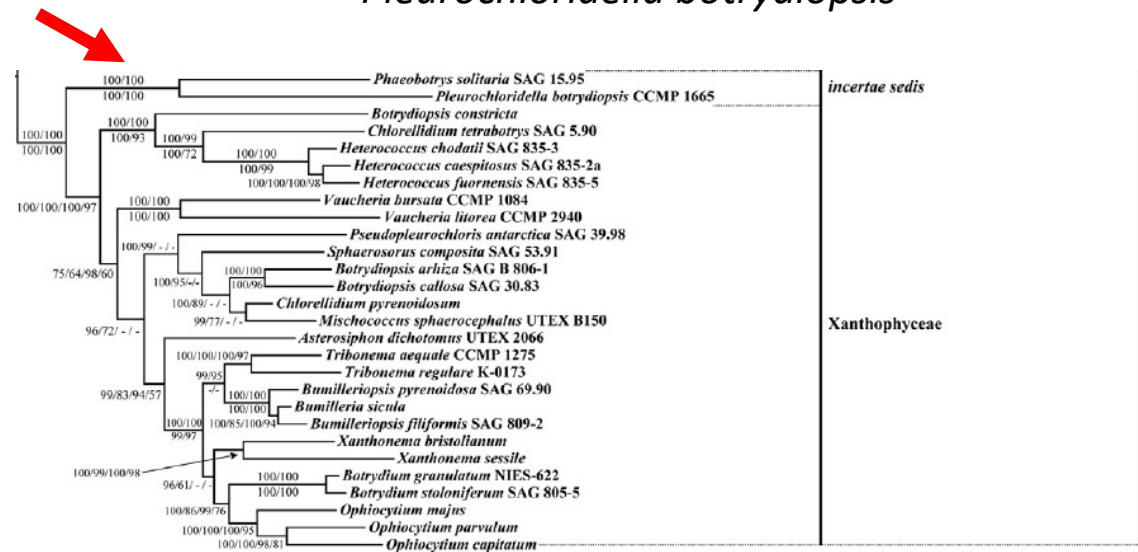 Pleurochloridella botrydiopsis
100/100
Phaeobotrys solitaria SAG 15.95
incertae sedis
100/100
Pleurochloridella botrydiopsis CCMP 1665
Botrydiopsis constricta
100/100
100/93
Chlorellidium tetrabotrys SAG 5.90
100/100
100/100
100/99
100/72
Heterococcus chodatii SAG 835-3
100/100
100/99
Heterococcus caespitosus SAG 835-2a
100/100/100/98
Heterococcus fuornensis SAG 835-5
100/100/100/97
Vaucheria bursata CCMP 1084
100/100
100/100
Vaucheria litorea CCMP 2940
Pseudopleurochloris antarctica SAG 39.98
100/99/ - / -
Sphaerosorus composita SAG 53.91
75/64/98/60
100/95/-/-
Botrydiopsis arhiza SAG B 806-1
100/100
100/96
Botrydiopsis callosa SAG 30.83
100/89/ - / -
Chlorellidium pyrenoidosum
99/77/ - / -
Mischococcus sphaerocephalus UTEX B150
Xanthophyceae
96/72/ - / -
Asterosiphon dichotomus UTEX 2066
100/100/100/97
Tribonema aequale CCMP 1275
99/95
-/-
Tribonema regulare K-0173
99/83/94/57
100/100
100/100
Bumilleriopsis pyrenoidosa SAG 69.90
Bumilleria sicula
100/85/100/94
Bumilleriopsis filiformis SAG 809-2
100/100
99/97
Xanthonema bristolianum
Xanthonema sessile
100/99/100/98
96/61/ - / -
100/100
100/100
Botrydium granulatum NIES-622
Botrydium stoloniferum SAG 805-5
100/86/99/76
Ophiocytium majus
100/100/100/95
Ophiocytium parvulum
100/100/98/81
Ophiocytium capitatum